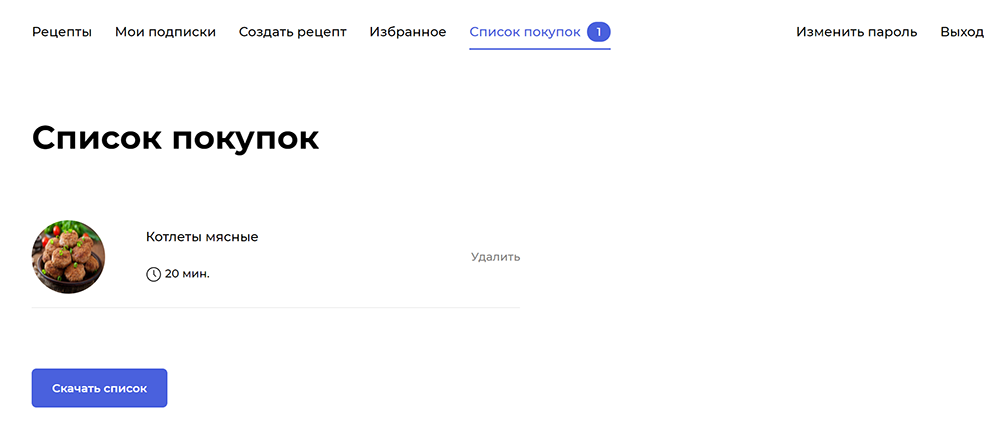 Рецепты Мои подписки Создать рецепт Избранное Список покупок 1 Изменить пароль Выход
Список покупок
Котлеты мясные
Удалить
20 мин.
Скачать список